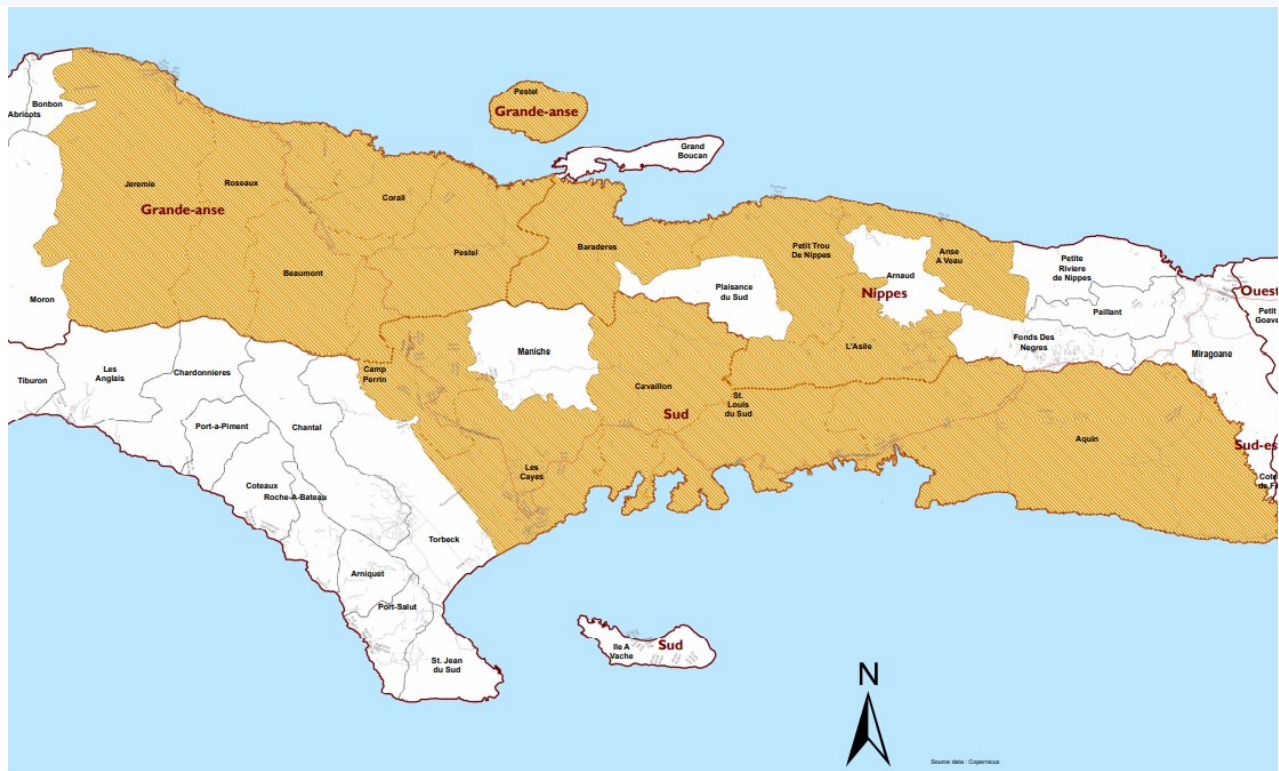 Pestel
Grande-anse
Bonbon
Abricots
Grand
Boucan
Jeremie
Roseaux
Grande-anse
Corail
Beaumont
Pestel
Baraderes
Petit Trou
De Nippes
Anse
A Veau
Arnaud
Nippes
Petite
Riviere
de Nippes
Paillant
Ouest
Petit
Goave
Moron
Plaisance
du Sud
Fonds Des
Negres
Miragoane
L'Asile
Maniche
Tiburon
Les
Anglais
Chardonnieres
Camp
Perrin
Cavaillon
St.
Louis
du Sud
Sud
Port-a-Piment
Chantal
Aquin
Sud-es
Les
Cayes
Coteaux
Roche-A-Bateau
Torbeck
Arniquet
Port-Salut
St. Jean
du Sud
Ile A
Vache
Sud
N
Source data : Copernicus